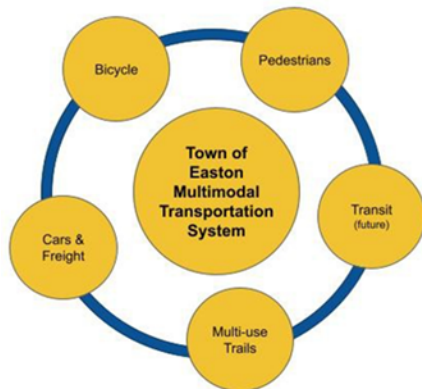 Bicycle
Pedestrians
Town of
Easton
Multimodal
Transportation
System
Transit
(future)
Cars &
Freight
Multi-use
Trails